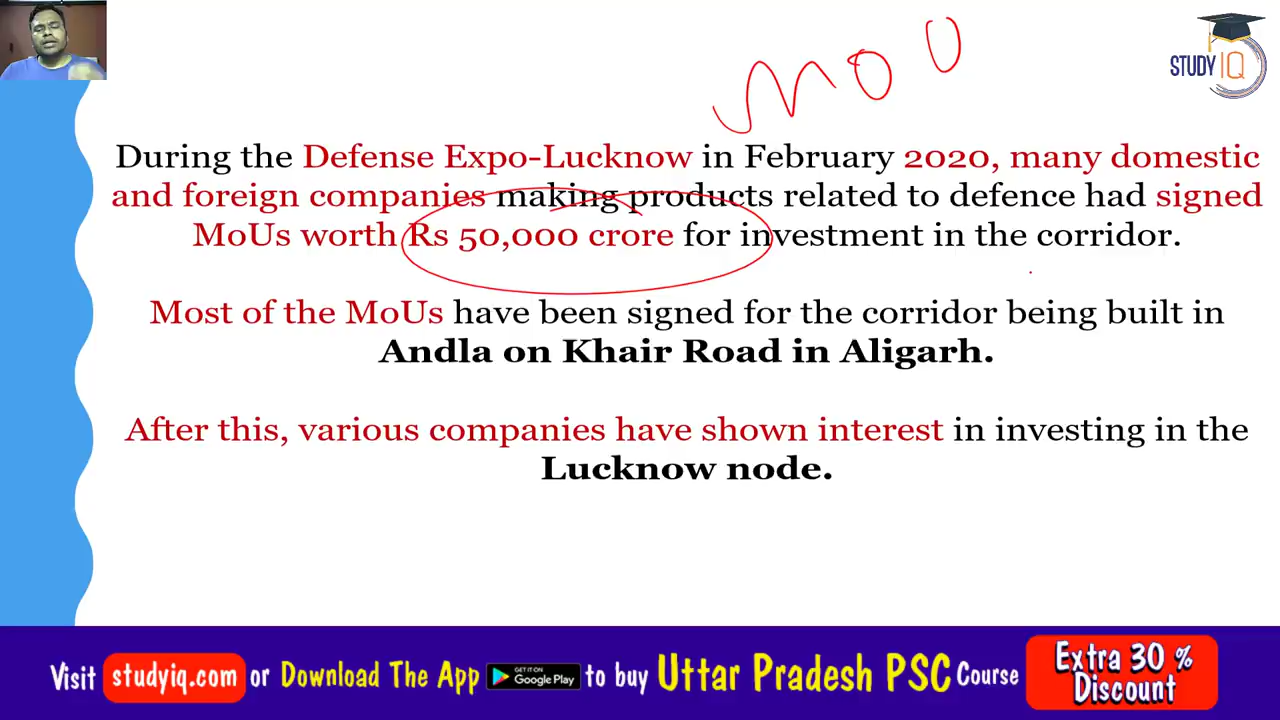 MOU
STUDY IQ
During the Defense Expo-Lucknow in February 2020, many domestic
and foreign companies making products related to defence had signed
MoUs worth Rs 50,000 crore for investment in the corridor.
Most of the MoUs have been signed for the corridor being built in
Andla on Khair Road in Aligarh.
After this, various companies have shown interest in investing in the
Lucknow node.
Visit studyiq.com or Download The App GET IT ON Google Play to buy Uttar Pradesh PSC Course
Extra 30 %
Discount